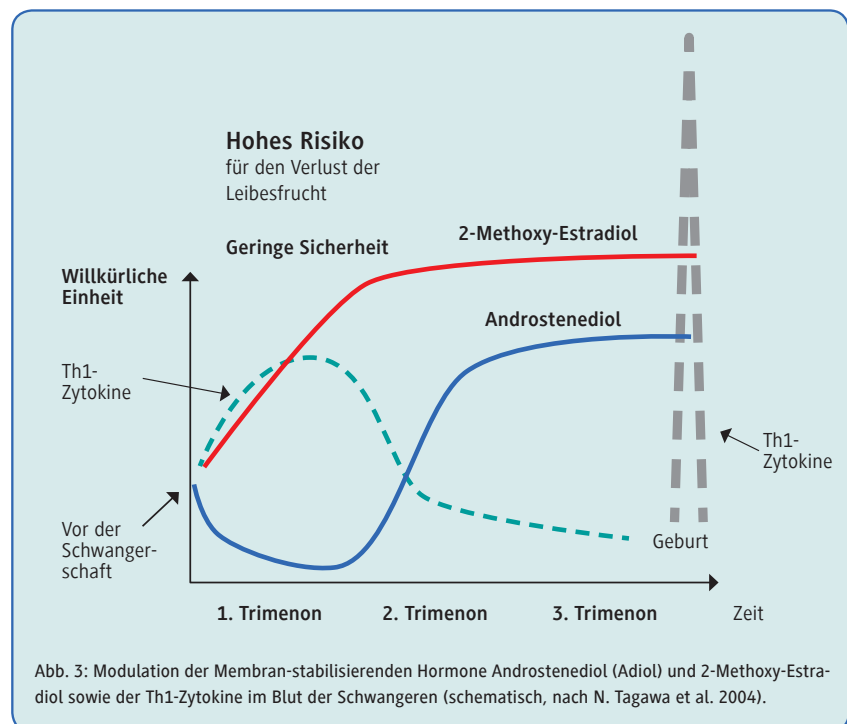 Hohes Risiko
für den Verlust der
Leibesfrucht
Geringe Sicherheit
2-Methoxy-Estradiol
Willkürliche
Einheit
Androstenediol
Th1-
Zytokine
Th1-
Zytokine
Vor der
Schwanger-
schaft
Geburt
1. Trimenon 2. Trimenon 3. Trimenon Zeit
Abb. 3: Modulation der Membran-stabilisierenden Hormone Androstenediol (Adiol) und 2-Methoxy-Estra-
diol sowie der Th1-Zytokine im Blut der Schwangeren (schematisch, nach N. Tagawa et al. 2004).